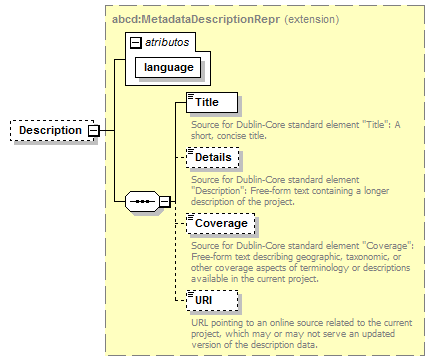 abcd:MetadataDescriptionRepr (extension)
atributos
language
Description
Title
Source for Dublin-Core standard element "Title": A
short, concise title.
Details
Source for Dublin-Core standard element
"Description": Free-form text containing a longer
description of the project.
Coverage
Source for Dublin-Core standard element "Coverage":
Free-form text describing geographic, taxonomic, or
other coverage aspects of terminology or descriptions
available in the current project.
URI
URL pointing to an online source related to the current
project, which may or may not serve an updated
version of the description data.